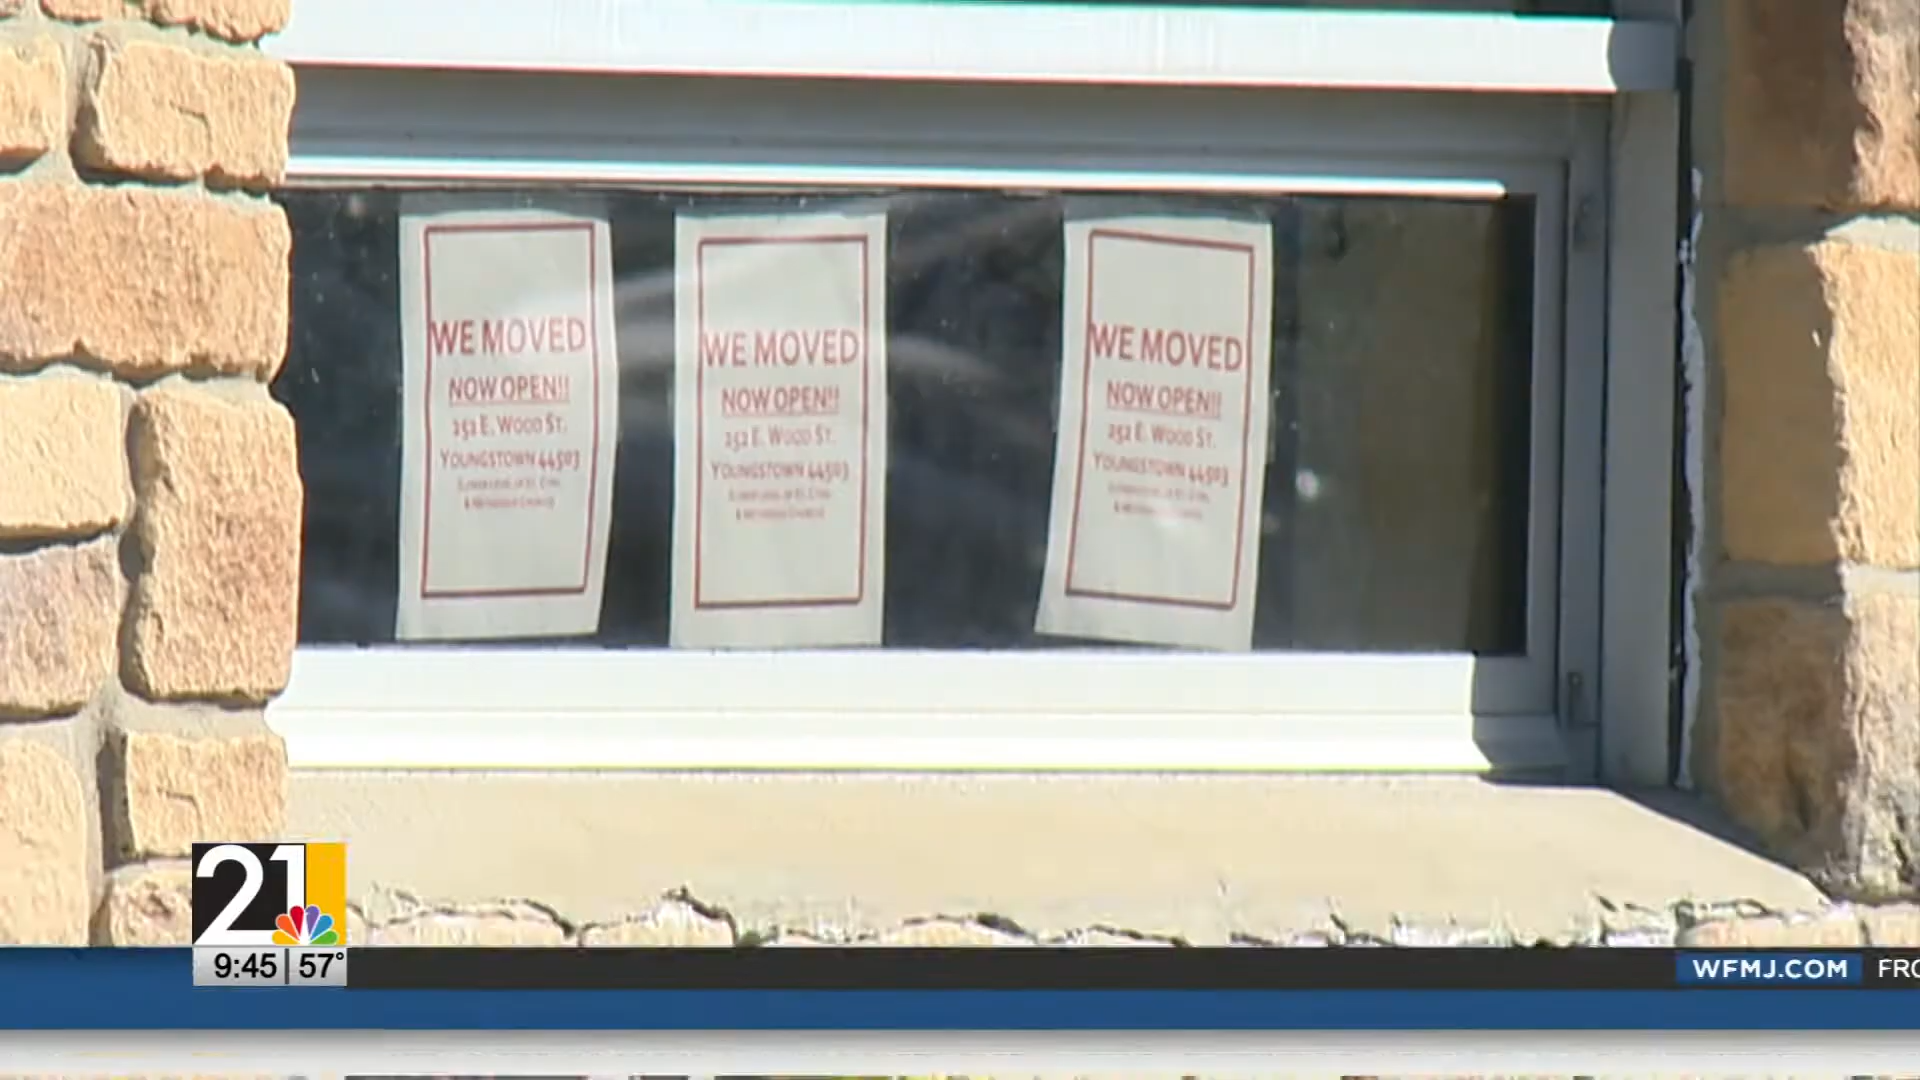 WE MOVED
NOW OPEN!!
252 E. WOOD ST.
YOUNGSTOWN 44503
WE MOVED
NOW OPEN!!
252 E. WOOD ST.
YOUNGSTOWN 44503
WE MOVED
NOW OPEN!!
252 E. WOOD ST.
YOUNGSTOWN 44503
21
9:45 57°
WFMJ.COM FRO